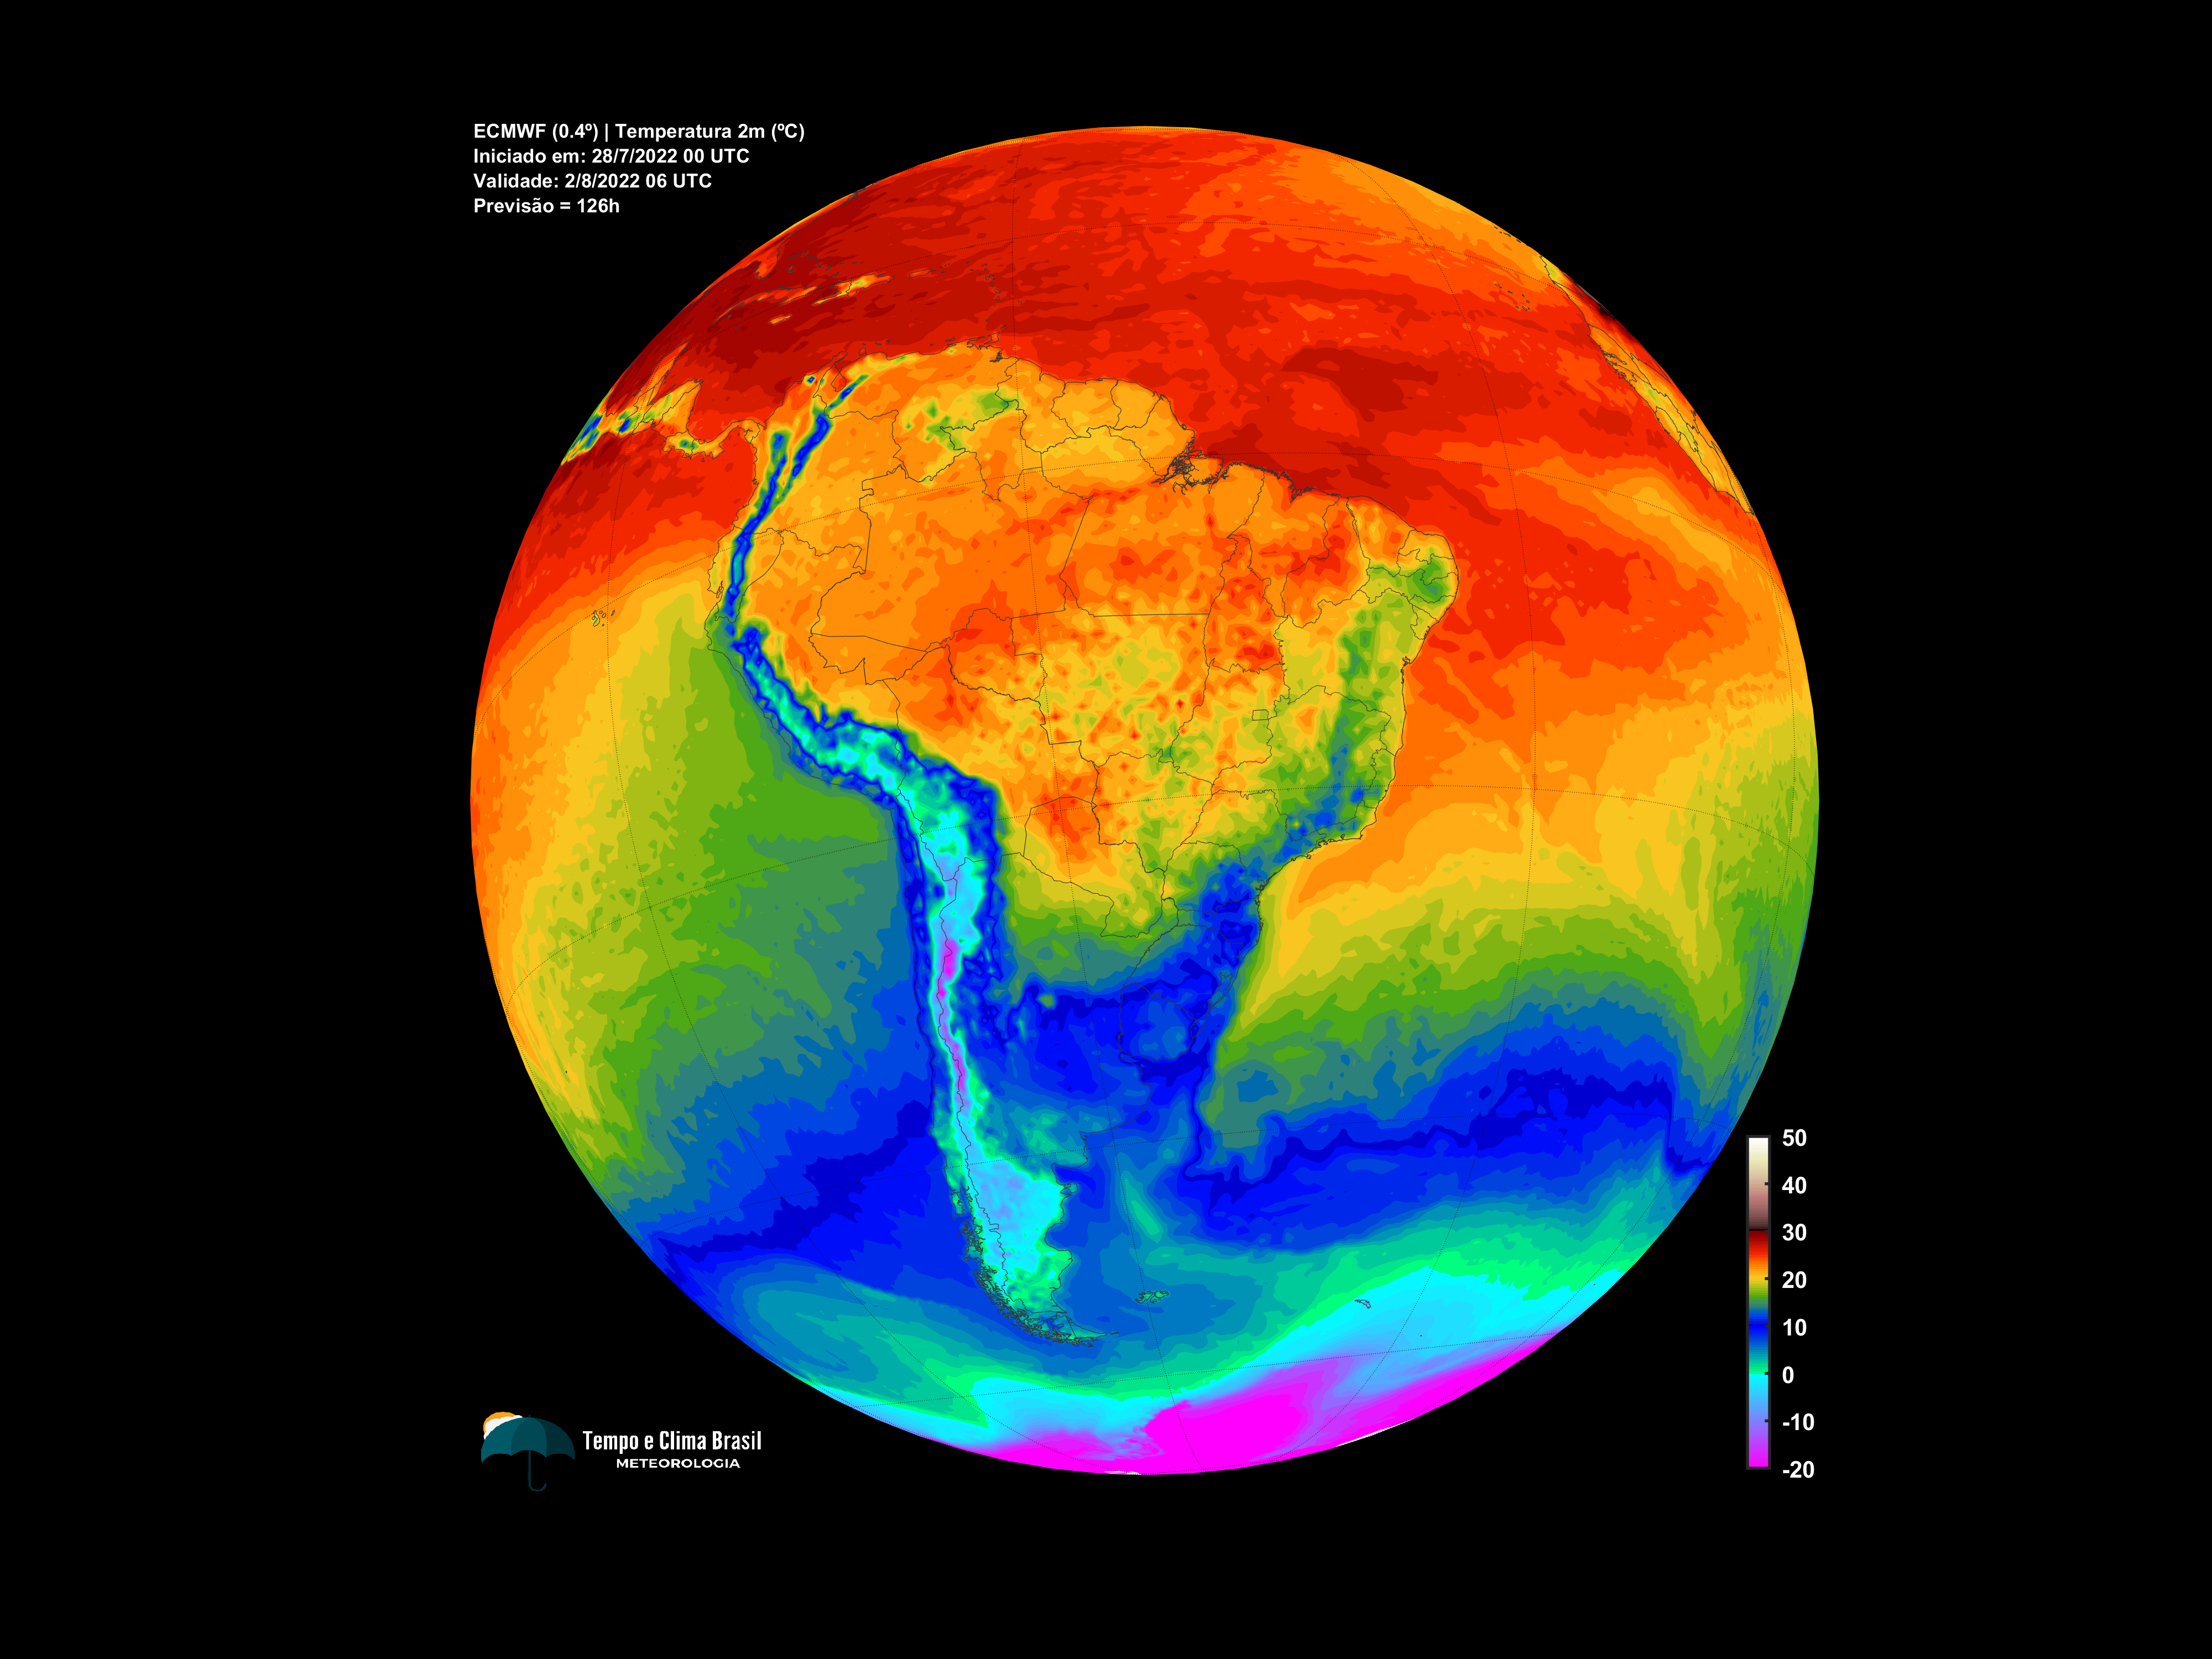 ECMWF (0.4º) | Temperatura 2m (ºC)
Iniciado em: 28/7/2022 00 UTC
Validade: 2/8/2022 06 UTC
Previsão = 126h
50
40
30
20
10
0
-10
-20
Tempo e Clima Brasil
METEOROLOGIA